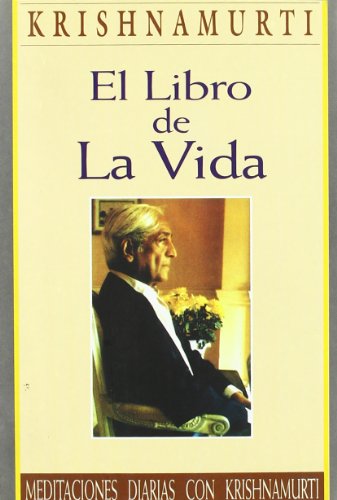 KRISHNAMURTI
El Libro
de
La Vida
MEDITACIONES DIARIAS CON KRISHNAMURTI